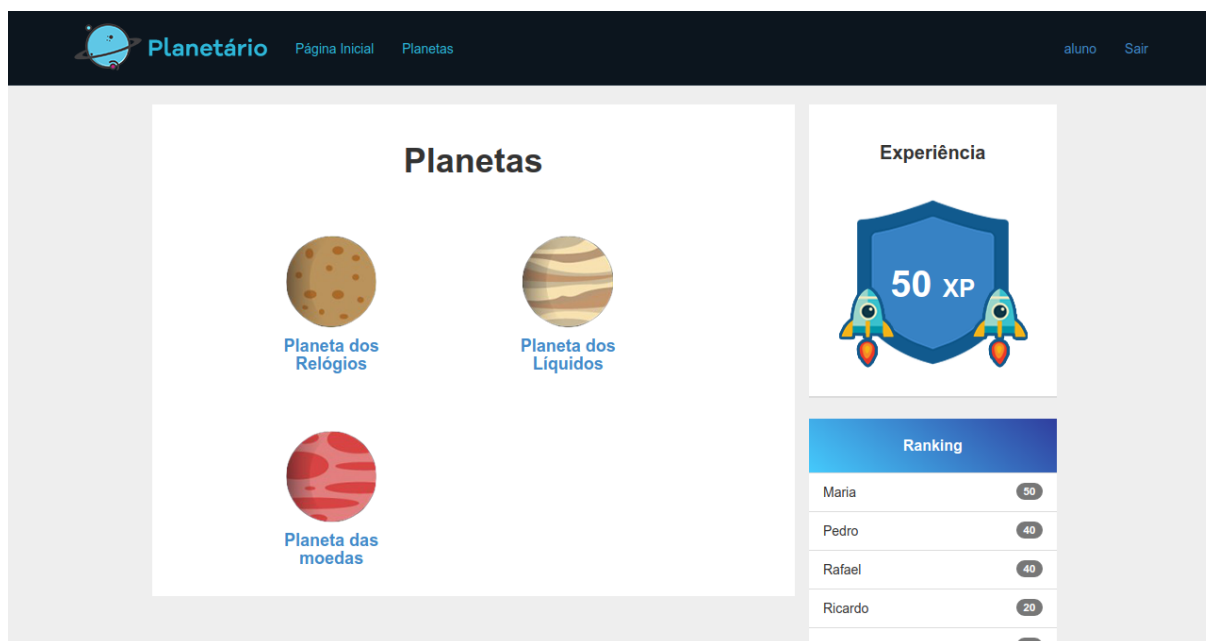 Planetário Página Inicial Planetas aluno Sair
Planetas
Planeta dos
Relógios
Planeta dos
Líquidos
Planeta das
moedas
Experiência
50 XP
Ranking
Maria 50
Pedro 40
Rafael 40
Ricardo 20